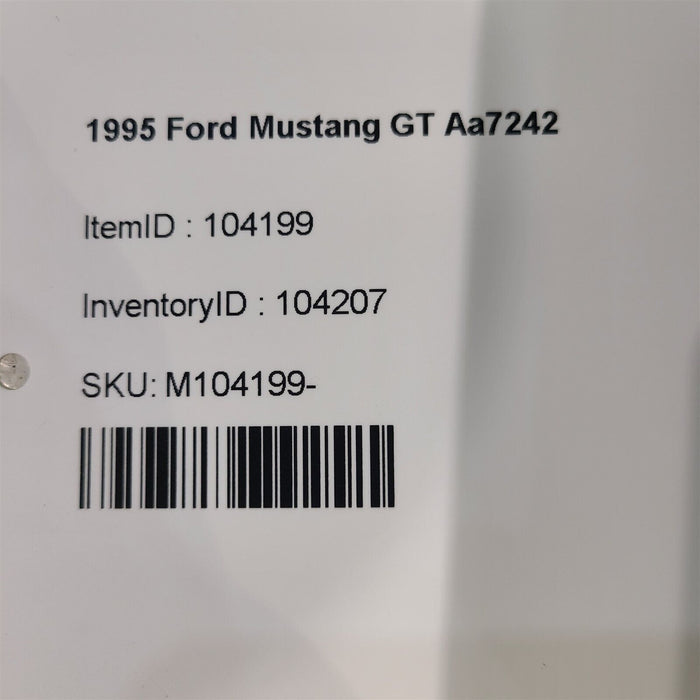 1995 Ford Mustang GT Aa7242
ItemID : 104199
InventoryID : 104207
SKU: M104199-